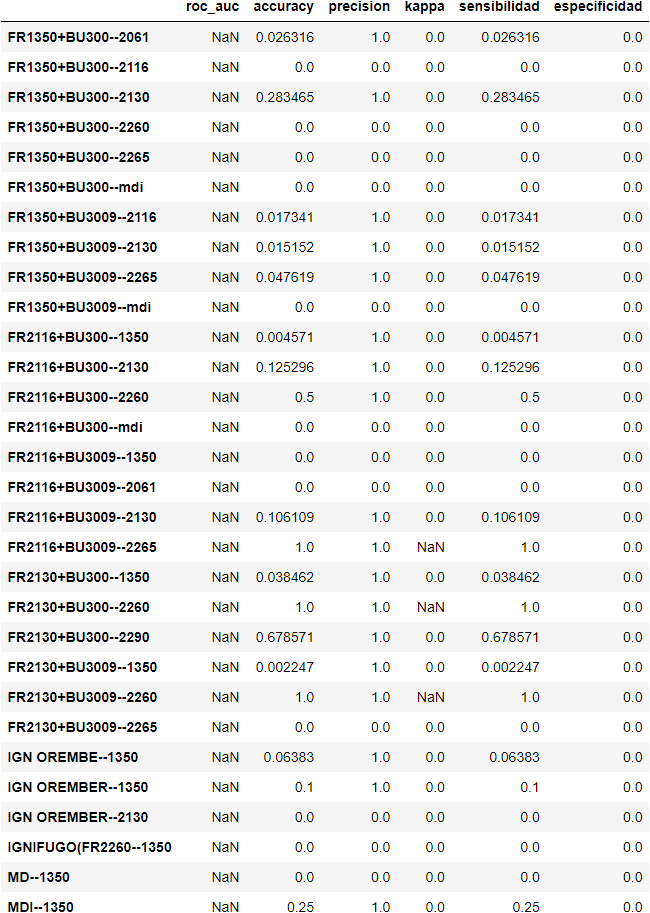 roc_auc accuracy precision kappa sensibilidad especificidad
FR1350+BU300--2061 NaN 0.026316 1.0 0.0 0.026316 0.0
FR1350+BU300--2116 NaN 0.0 0.0 0.0 0.0 0.0
FR1350+BU300--2130 NaN 0.283465 1.0 0.0 0.283465 0.0
FR1350+BU300--2260 NaN 0.0 0.0 0.0 0.0 0.0
FR1350+BU300--2265 NaN 0.0 0.0 0.0 0.0 0.0
FR1350+BU300--mdi NaN 0.0 0.0 0.0 0.0 0.0
FR1350+BU3009--2116 NaN 0.017341 1.0 0.0 0.017341 0.0
FR1350+BU3009--2130 NaN 0.015152 1.0 0.0 0.015152 0.0
FR1350+BU3009--2265 NaN 0.047619 1.0 0.0 0.047619 0.0
FR1350+BU3009--mdi NaN 0.0 0.0 0.0 0.0 0.0
FR2116+BU300--1350 NaN 0.004571 1.0 0.0 0.004571 0.0
FR2116+BU300--2130 NaN 0.125296 1.0 0.0 0.125296 0.0
FR2116+BU300--2260 NaN 0.5 1.0 0.0 0.5 0.0
FR2116+BU300--mdi NaN 0.0 0.0 0.0 0.0 0.0
FR2116+BU3009--1350 NaN 0.0 0.0 0.0 0.0 0.0
FR2116+BU3009--2061 NaN 0.0 0.0 0.0 0.0 0.0
FR2116+BU3009--2130 NaN 0.106109 1.0 0.0 0.106109 0.0
FR2116+BU3009--2265 NaN 1.0 1.0 NaN 1.0 0.0
FR2130+BU300--1350 NaN 0.038462 1.0 0.0 0.038462 0.0
FR2130+BU300--2260 NaN 1.0 1.0 NaN 1.0 0.0
FR2130+BU300--2290 NaN 0.678571 1.0 0.0 0.678571 0.0
FR2130+BU3009--1350 NaN 0.002247 1.0 0.0 0.002247 0.0
FR2130+BU3009--2260 NaN 1.0 1.0 NaN 1.0 0.0
FR2130+BU3009--2265 NaN 0.0 0.0 0.0 0.0 0.0
IGN OREMBE--1350 NaN 0.06383 1.0 0.0 0.06383 0.0
IGN OREMBER--1350 NaN 0.1 1.0 0.0 0.1 0.0
IGN OREMBER--2130 NaN 0.0 0.0 0.0 0.0 0.0
IGNIFUGO(FR2260--1350 NaN 0.0 0.0 0.0 0.0 0.0
MD--1350 NaN 0.0 0.0 0.0 0.0 0.0
MDI--1350 NaN 0.25 1.0 0.0 0.25 0.0